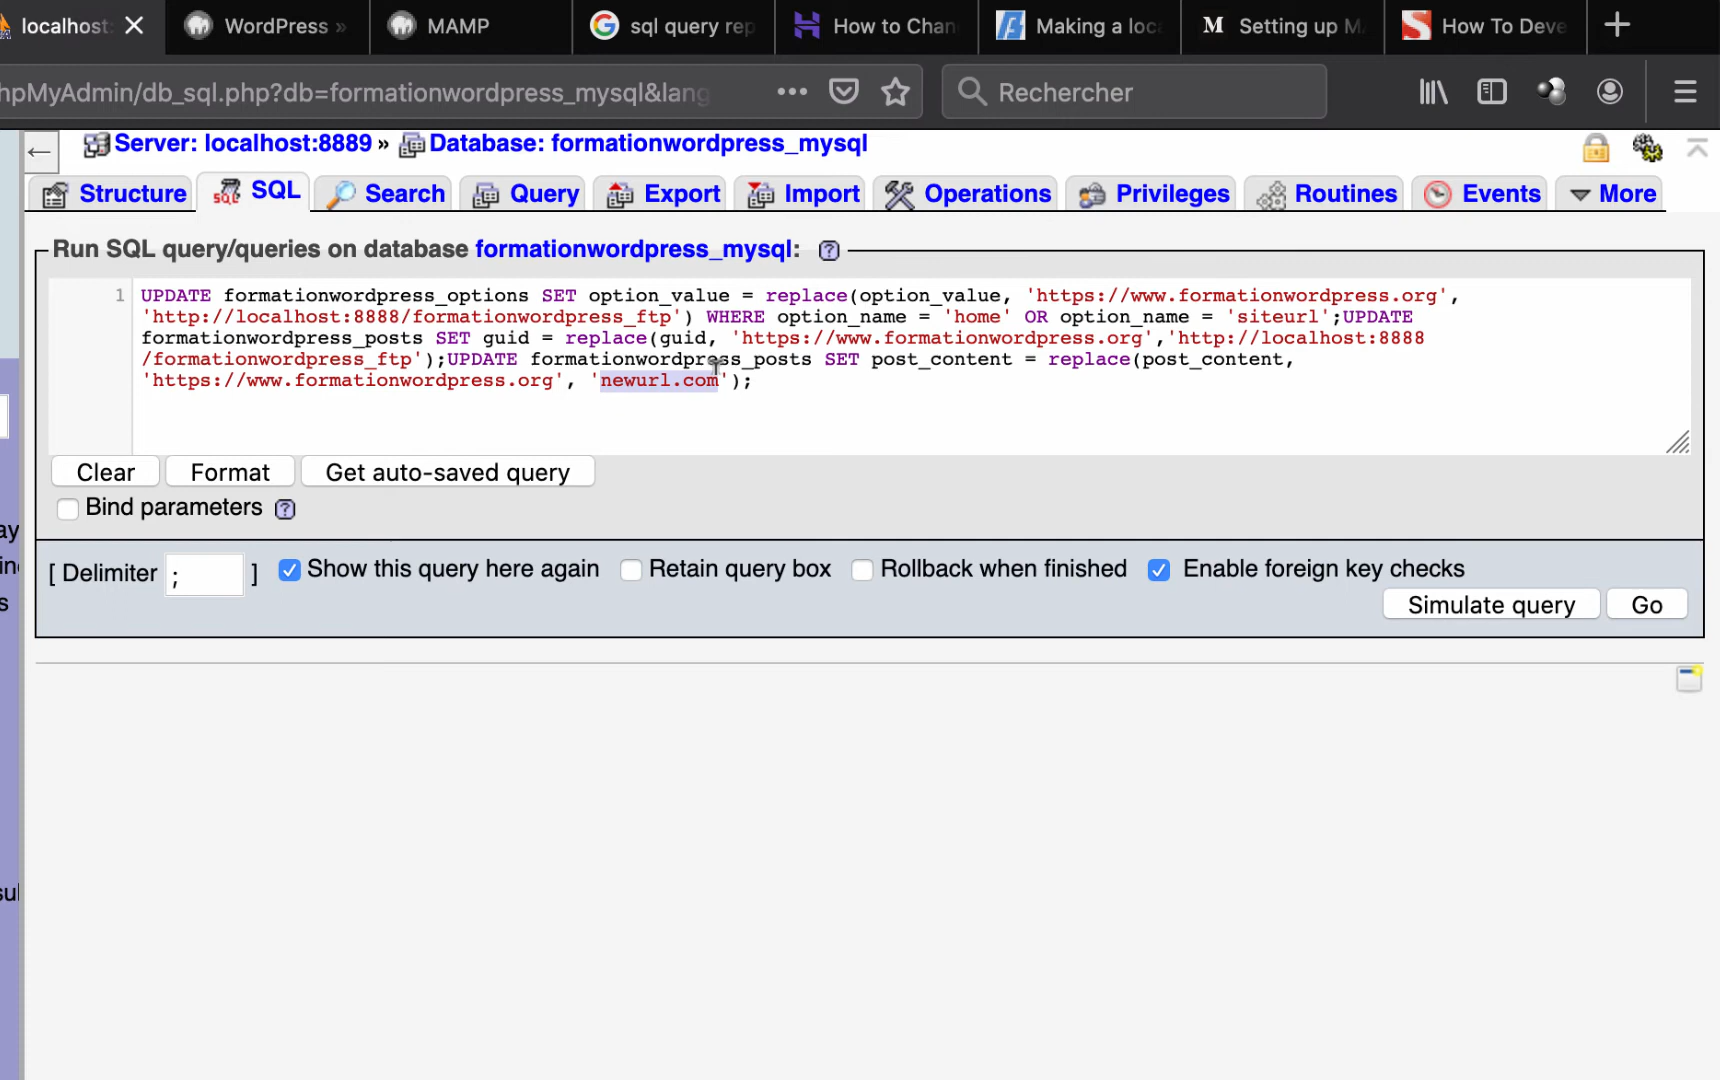 localhost:
WordPress »
MAMP
sql query rep
How to Chan
Making a loc
Setting up M
How To Deve
hpMyAdmin/db_sql.php?db=formationwordpress_mysql&lang
Rechercher
Server: localhost:8889 » Database: formationwordpress_mysql
Structure SQL Search Query Export Import Operations Privileges Routines Events More
Run SQL query/queries on database formationwordpress_mysql:
1 UPDATE formationwordpress_options SET option_value = replace(option_value, 'https://www.formationwordpress.org',
'http://localhost:8888/formationwordpress_ftp') WHERE option_name = 'home' OR option_name = 'siteurl';UPDATE
formationwordpress_posts SET guid = replace(guid, 'https://www.formationwordpress.org','http://localhost:8888
/formationwordpress_ftp');UPDATE formationwordpress_posts SET post_content = replace(post_content,
'https://www.formationwordpress.org', 'newurl.com');
Clear Format Get auto-saved query
Bind parameters
[ Delimiter ; ] Show this query here again Retain query box Rollback when finished Enable foreign key checks
Simulate query Go